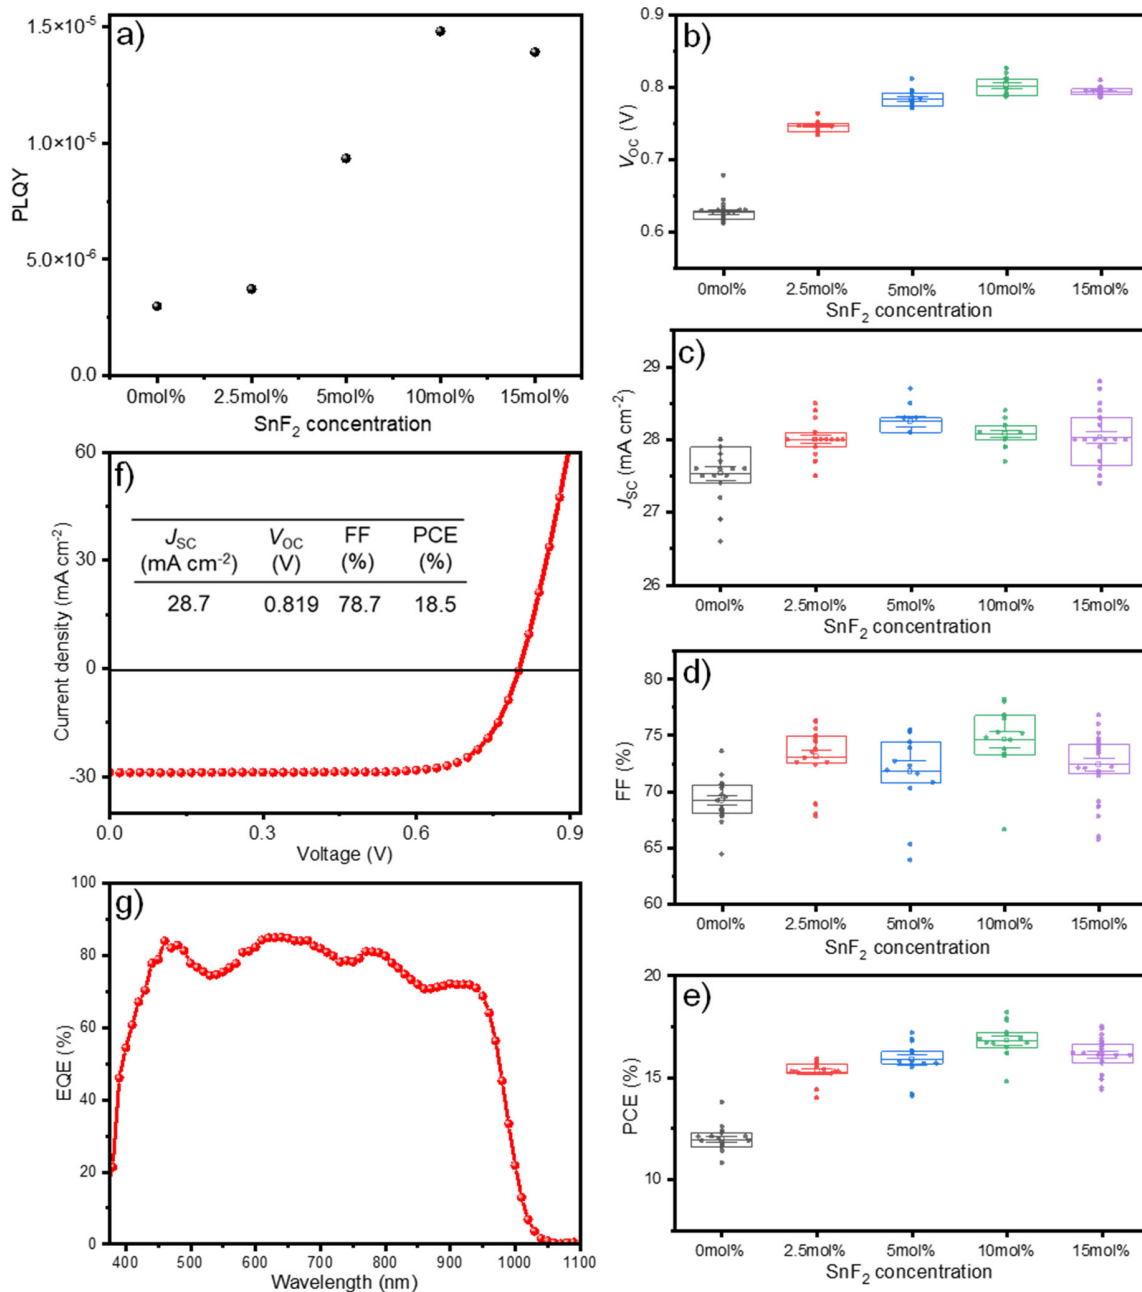 a)
PLQY
1.5×10⁻⁵
1.0×10⁻⁵
5.0×10⁻⁶
0.0
0mol% 2.5mol% 5mol% 10mol% 15mol%
SnF₂ concentration
b)
V_OC (V)
0.9
0.8
0.7
0.6
0mol% 2.5mol% 5mol% 10mol% 15mol%
SnF₂ concentration
c)
J_SC (mA cm⁻²)
29
28
27
26
0mol% 2.5mol% 5mol% 10mol% 15mol%
SnF₂ concentration
d)
FF (%)
75
70
65
60
0mol% 2.5mol% 5mol% 10mol% 15mol%
SnF₂ concentration
e)
PCE (%)
20
15
10
0mol% 2.5mol% 5mol% 10mol% 15mol%
SnF₂ concentration
f)
Current density (mA cm⁻²)
60
30
0
-30
J_SC V_OC FF PCE
(mA cm⁻²) (V) (%) (%)
28.7 0.819 78.7 18.5
0.0 0.3 0.6 0.9
Voltage (V)
g)
EQE (%)
100
80
60
40
20
0
400 500 600 700 800 900 1000 1100
Wavelength (nm)